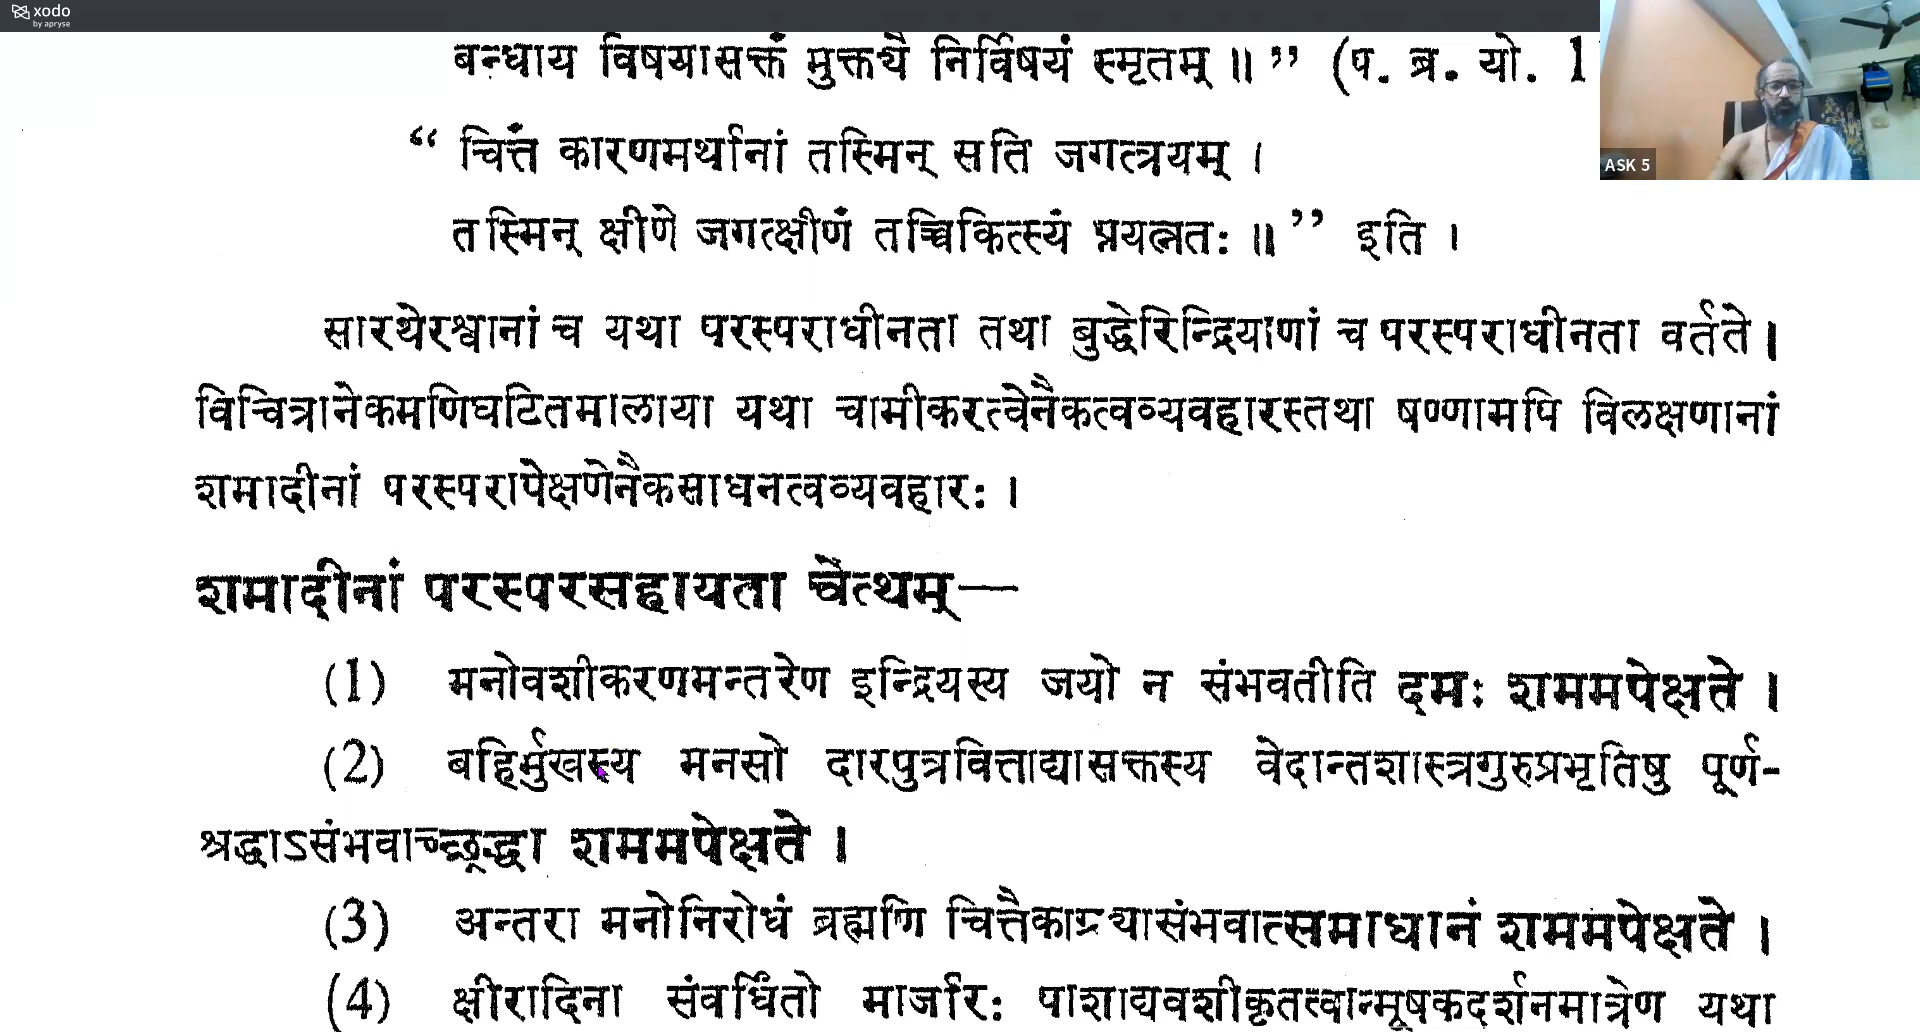 xodo
by apryse
बन्धाय विषयासक्तं मुक्त्यै निर्विषयं स्मृतम् ॥” (प. ब्र. यो. 1
“ चित्तं कारणमर्थानां तस्मिन् सति जगत्त्रयम् ।
तस्मिन् क्षीणे जगत्क्षीणं तच्चिकित्स्यं प्रयत्नतः ॥” इति ।
ASK 5
सारथेरश्वानां च यथा परस्पराधीनता तथा बुद्धेरिन्द्रियाणां च परस्पराधीनता वर्तते ।
विचित्रानेकमणिघटितमालाया यथा चामीकरत्वेनैकत्वव्यवहारस्तथा षण्णामपि विलक्षणानां
शमादीनां परस्परापेक्षणेनैकसाधनत्वव्यवहारः ।
शमादीनां परस्परसहायता चेत्थम्—
(1) मनोवशीकरणमन्तरेण इन्द्रियस्य जयो न संभवतीति दमः शममपेक्षते ।
(2) बहिर्मुखस्य मनसो दारपुत्रवित्ताद्यासक्तस्य वेदान्तशास्त्रगुरुप्रभृतिषु पूर्ण-
श्रद्धाऽसंभवाच्छ्रद्धा शममपेक्षते ।
(3) अन्तरा मनोनिरोधं ब्रह्मणि चित्तैकाग्र्यासंभवात्समाधानं शममपेक्षते ।
(4) क्षीरादिना संवर्धितो मार्जारः पाशाद्यवशीकृतत्वान्मूषकदर्शनमात्रेण यथा